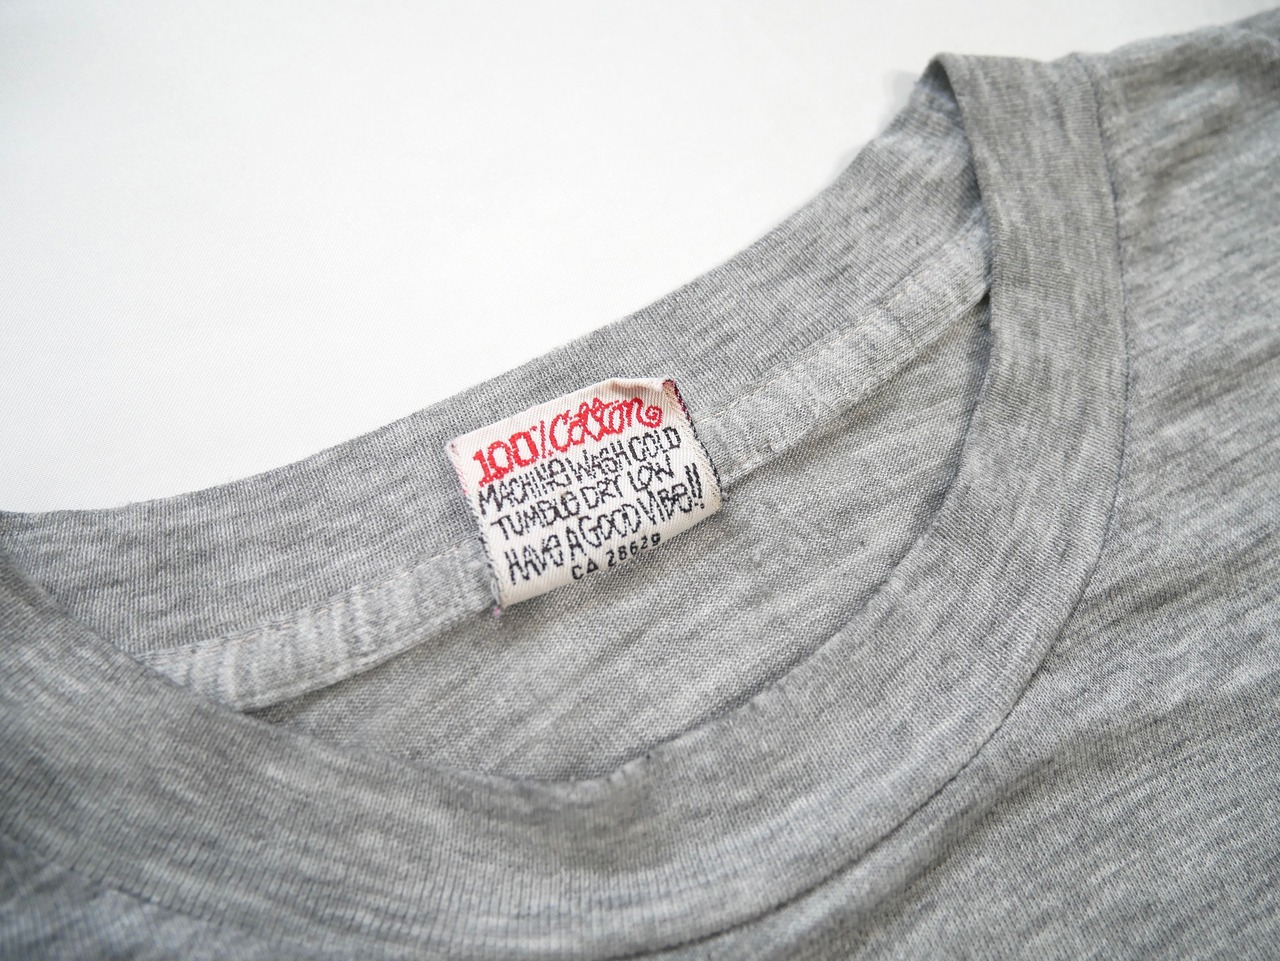 100% Cotton
MACHINE WASH COLD
TUMBLE DRY LOW
HAVE A GOOD VIBE!!
CA 28629